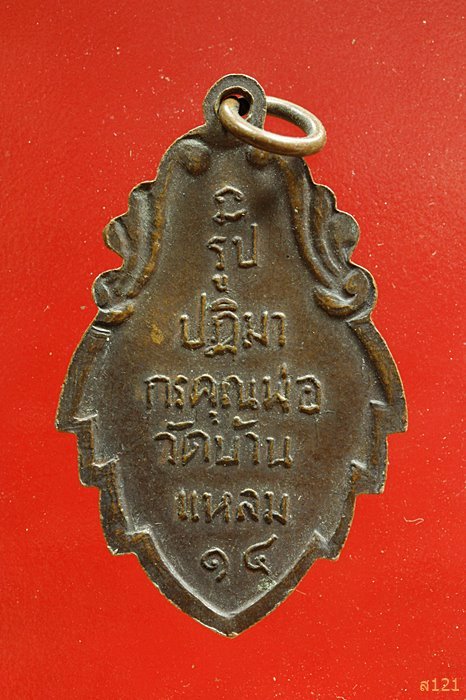 รูป
ปฏิมา
กรคุณพ่อ
วัดบ้าน
แหลม
๑๔
ส121